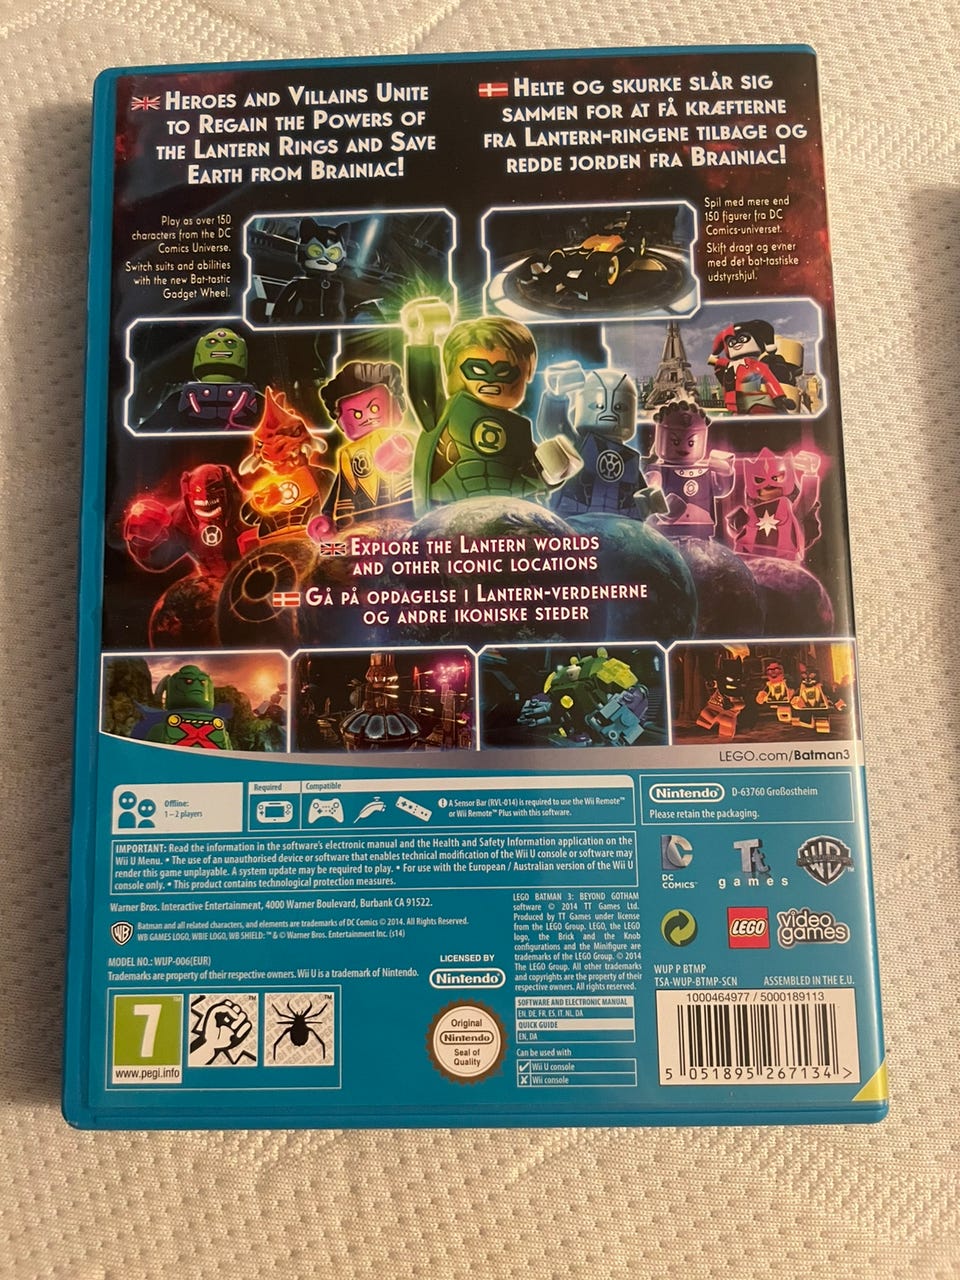 HEROES AND VILLAINS UNITE
TO REGAIN THE POWERS OF
THE LANTERN RINGS AND SAVE
EARTH FROM BRAINIAC!
HELTE OG SKURKE SLÅR SIG
SAMMEN FOR AT FÅ KRÆFTERNE
FRA LANTERN-RINGENE TILBAGE OG
REDDE JORDEN FRA BRAINIAC!
Play as over 150
characters from the DC
Comics Universe.
Switch suits and abilities
with the new Bat-tastic
Gadget Wheel.
Spil med mere end
150 figurer fra DC
Comics-universet.
Skift dragt og evner
med det bat-tastiske
udstyrshjul.
EXPLORE THE LANTERN WORLDS
AND OTHER ICONIC LOCATIONS
GÅ PÅ OPDAGELSE I LANTERN-VERDENERNE
OG ANDRE IKONISKE STEDER
LEGO.com/Batman3
Offline:
1–2 players
Required
Compatible
A Sensor Bar (RVL-014) is required to use the Wii Remote™
or Wii Remote™ Plus with this software.
Nintendo® D-63760 Großostheim
Please retain the packaging.
IMPORTANT: Read the information in the software's electronic manual and the Health and Safety Information application on the
Wii U Menu. • The use of an unauthorised device or software that enables technical modification of the Wii U console or software may
render this game unplayable. A system update may be required to play. • For use with the European / Australian version of the Wii U
console only. • This product contains technological protection measures.
Warner Bros. Interactive Entertainment, 4000 Warner Boulevard, Burbank CA 91522.
WB
Batman and all related characters, and elements are trademarks of DC Comics © 2014. All Rights Reserved.
WB GAMES LOGO, WBIE LOGO, WB SHIELD: ™ & © Warner Bros. Entertainment Inc. (s14)
MODEL NO.: WUP-006(EUR)
Trademarks are property of their respective owners. Wii U is a trademark of Nintendo.
LICENSED BY
Nintendo®
LEGO BATMAN 3: BEYOND GOTHAM
software © 2014 TT Games Ltd.
Produced by TT Games under license
from the LEGO Group. LEGO, the LEGO
logo, the Brick and the Knob
configurations and the Minifigure are
trademarks of the LEGO Group. © 2014
The LEGO Group. All other trademarks
and copyrights are the property of their
respective owners. All rights reserved.
DC
COMICS™
Tt
games
WB
LEGO
video
games
WUP P BTMP
TSA-WUP-BTMP-SCN
ASSEMBLED IN THE E.U.
1000464977 / 5000189113
5 051895 267134 >
7
www.pegi.info
Original
Nintendo
Seal of
Quality
SOFTWARE AND ELECTRONIC MANUAL
EN, DE, FR, ES, IT, NL, DA
QUICK GUIDE
EN, DA
Can be used with
Wii U console
Wii console